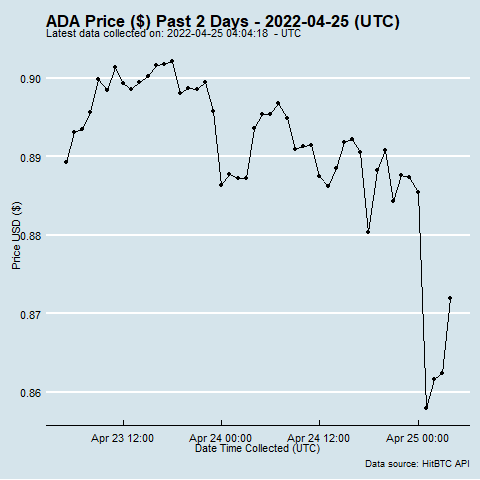 ADA Price ($) Past 2 Days - 2022-04-25 (UTC)
Latest data collected on: 2022-04-25 04:04:18  - UTC
Price USD ($)
0.90
0.89
0.88
0.87
0.86
Apr 23 12:00
Apr 24 00:00
Apr 24 12:00
Apr 25 00:00
Date Time Collected (UTC)
Data source: HitBTC API